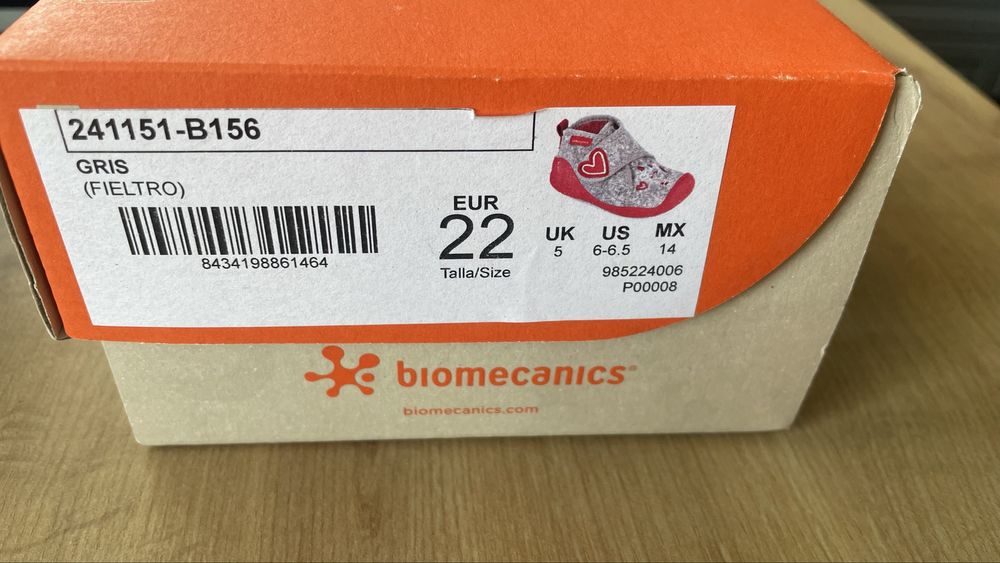 241151-B156
GRIS
(FIELTRO)
8434198861464
EUR
22
Talla/Size
UK US MX
5 6-6.5 14
985224006
P00008
biomecanics®
biomecanics.com